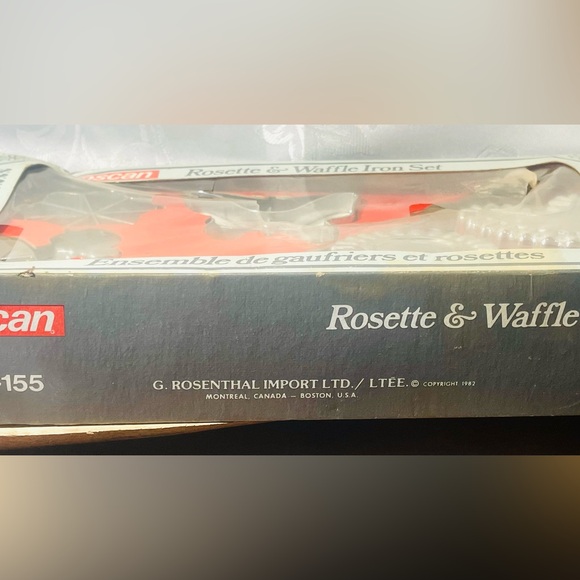 oscan Rosette & Waffle Iron Set
Ensemble de gaufriers et rosettes
can Rosette & Waffle
-155
G. ROSENTHAL IMPORT LTD./ LTÉE. © COPYRIGHT 1982
MONTREAL, CANADA — BOSTON, U.S.A.